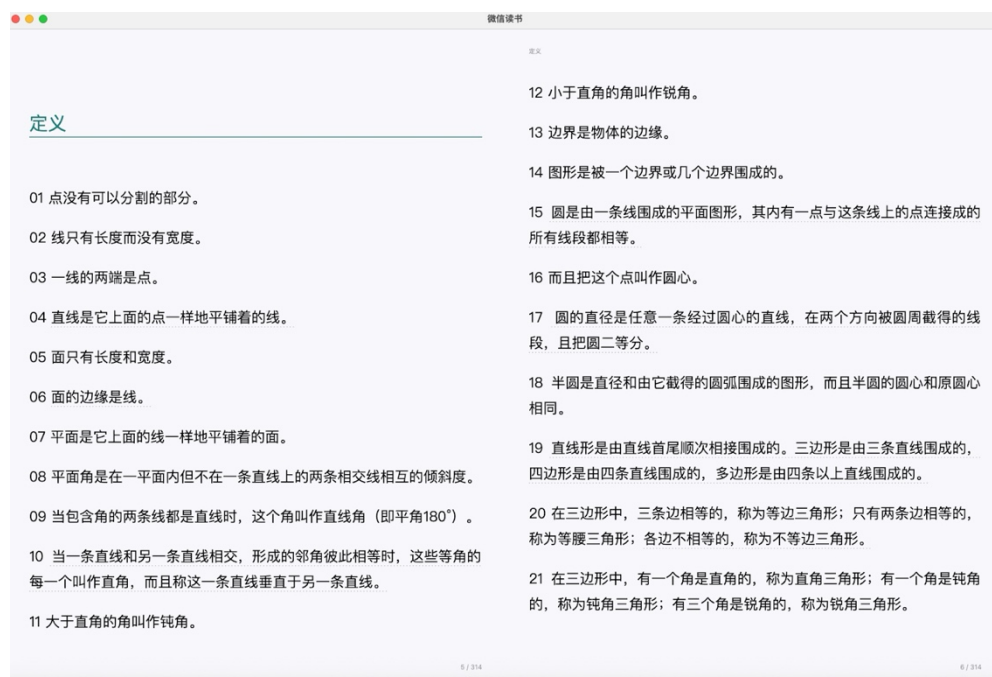 微信读书
定义
01 点没有可以分割的部分。
02 线只有长度而没有宽度。
03 一线的两端是点。
04 直线是它上面的点一样地平铺着的线。
05 面只有长度和宽度。
06 面的边缘是线。
07 平面是它上面的线一样地平铺着的面。
08 平面角是在一平面内但不在一条直线上的两条相交线相互的倾斜度。
09 当包含角的两条线都是直线时，这个角叫作直线角（即平角180°）。
10 当一条直线和另一条直线相交，形成的邻角彼此相等时，这些等角的
每一个叫作直角，而且称这一条直线垂直于另一条直线。
11 大于直角的角叫作钝角。
5 / 314
定义
12 小于直角的角叫作锐角。
13 边界是物体的边缘。
14 图形是被一个边界或几个边界围成的。
15 圆是由一条线围成的平面图形，其内有一点与这条线上的点连接成的
所有线段都相等。
16 而且把这个点叫作圆心。
17 圆的直径是任意一条经过圆心的直线，在两个方向被圆周截得的线
段，且把圆二等分。
18 半圆是直径和由它截得的圆弧围成的图形，而且半圆的圆心和原圆心
相同。
19 直线形是由直线首尾顺次相接围成的。三边形是由三条直线围成的，
四边形是由四条直线围成的，多边形是由四条以上直线围成的。
20 在三边形中，三条边相等的，称为等边三角形；只有两条边相等的，
称为等腰三角形；各边不相等的，称为不等边三角形。
21 在三边形中，有一个角是直角的，称为直角三角形；有一个角是钝角
的，称为钝角三角形；有三个角是锐角的，称为锐角三角形。
6 / 314